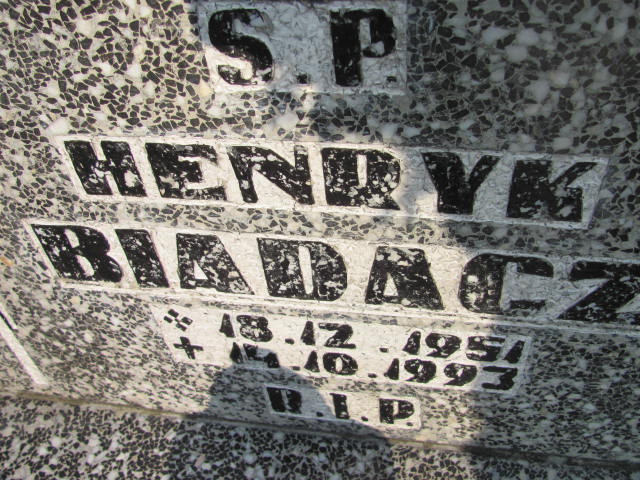 S.P.
HENRYK
BIADACZ
18.12.1951
+ 14.10.1993
R.I.P.